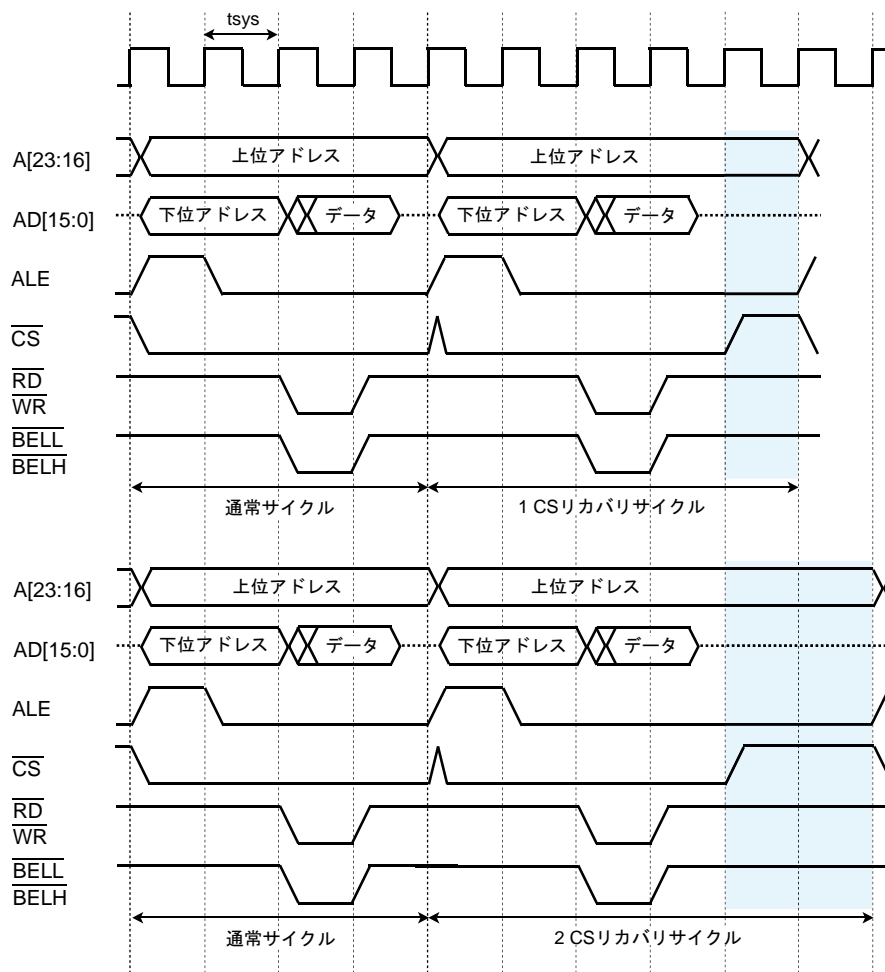 tsys
A[23:16] 上位アドレス 上位アドレス
AD[15:0] 下位アドレス データ 下位アドレス データ
ALE
CS
RD
WR
BELL
BELH
通常サイクル 1 CSリカバリサイクル
A[23:16] 上位アドレス 上位アドレス
AD[15:0] 下位アドレス データ 下位アドレス データ
ALE
CS
RD
WR
BELL
BELH
通常サイクル 2 CSリカバリサイクル